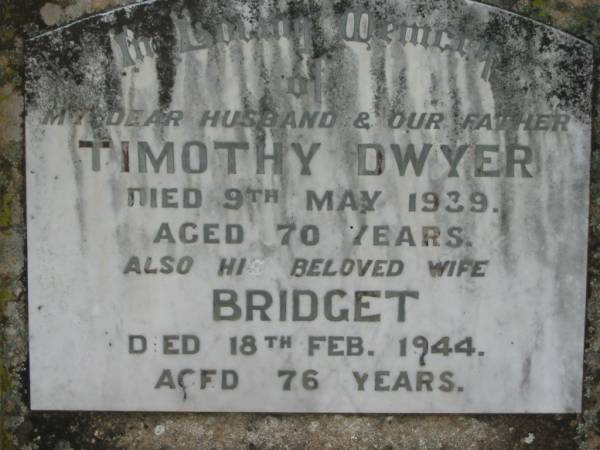 In Loving Memory
of
MY DEAR HUSBAND & OUR FATHER
TIMOTHY DWYER
DIED 9TH MAY 1939.
AGED 70 YEARS.
ALSO HIS BELOVED WIFE
BRIDGET
DIED 18TH FEB. 1944.
AGED 76 YEARS.